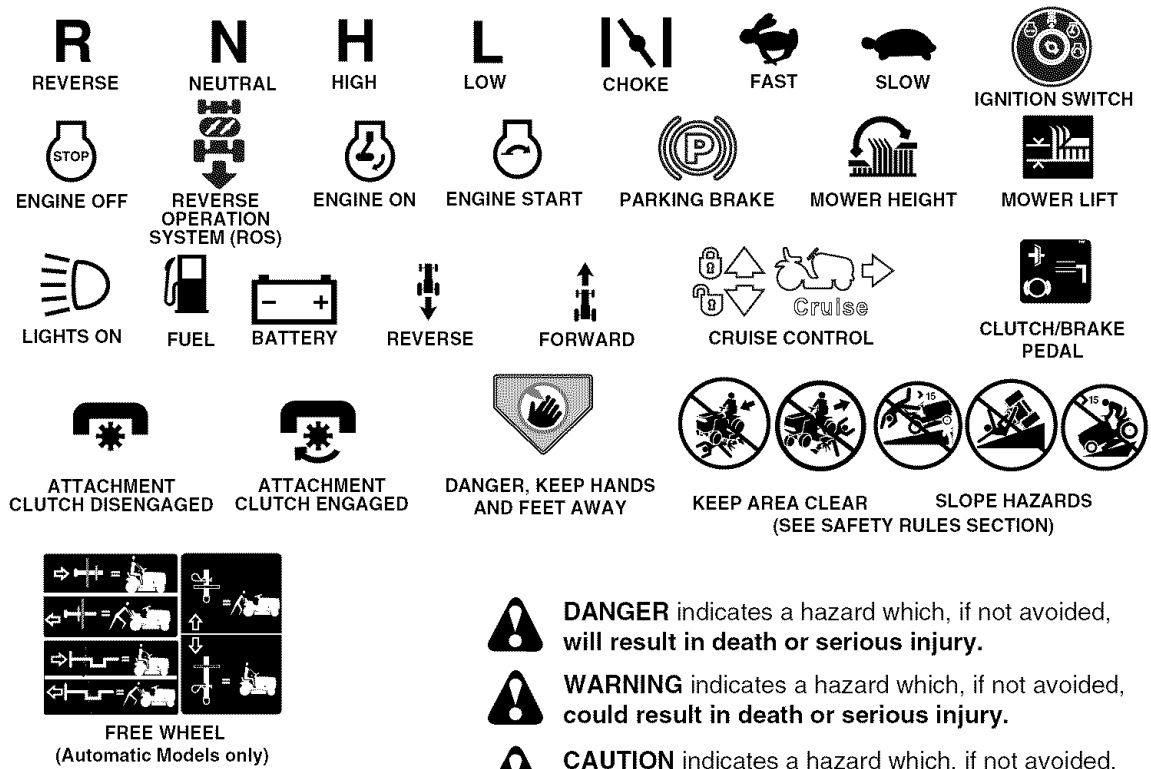 R N H L
REVERSE NEUTRAL HIGH LOW CHOKE FAST SLOW IGNITION SWITCH
STOP P
ENGINE OFF REVERSE OPERATION SYSTEM (ROS) ENGINE ON ENGINE START PARKING BRAKE MOWER HEIGHT MOWER LIFT
LIGHTS ON FUEL BATTERY REVERSE FORWARD Cruise CRUISE CONTROL CLUTCH/BRAKE PEDAL
15 15
ATTACHMENT CLUTCH DISENGAGED ATTACHMENT CLUTCH ENGAGED DANGER, KEEP HANDS AND FEET AWAY KEEP AREA CLEAR SLOPE HAZARDS
(SEE SAFETY RULES SECTION)
FREE WHEEL
(Automatic Models only)
DANGER indicates a hazard which, if not avoided,
will result in death or serious injury.
WARNING indicates a hazard which, if not avoided,
could result in death or serious injury.
CAUTION indicates a hazard which, if not avoided,